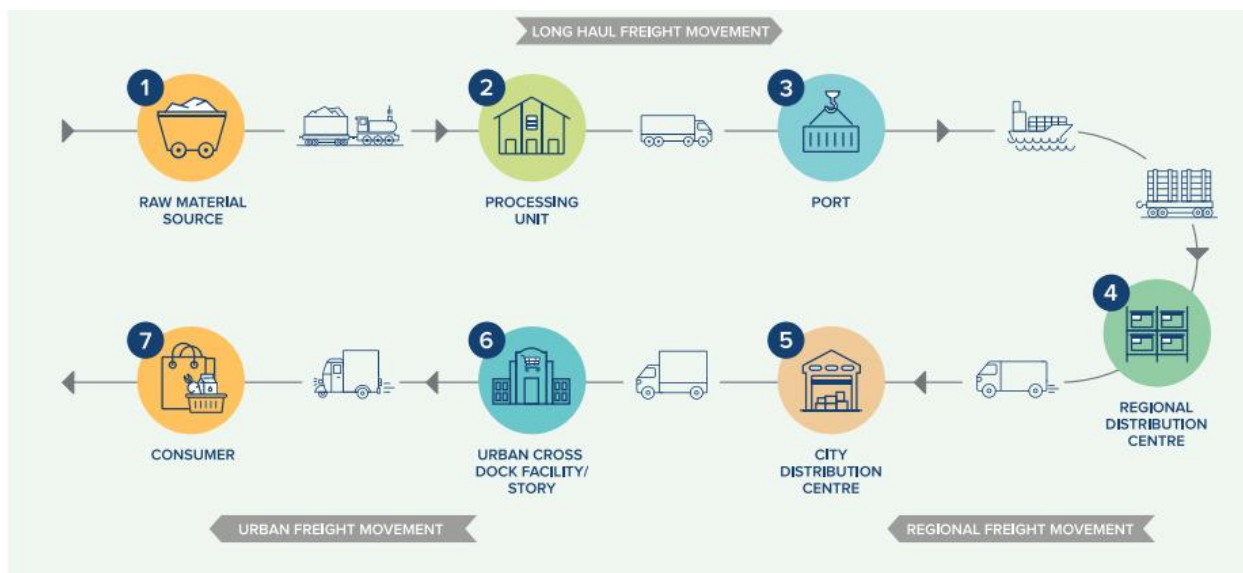 LONG HAUL FREIGHT MOVEMENT
1
2
3
RAW MATERIAL
SOURCE
PROCESSING
UNIT
PORT
4
REGIONAL
DISTRIBUTION
CENTRE
7
6
5
CONSUMER
URBAN CROSS
DOCK FACILITY/
STORY
CITY
DISTRIBUTION
CENTRE
URBAN FREIGHT MOVEMENT
REGIONAL FREIGHT MOVEMENT